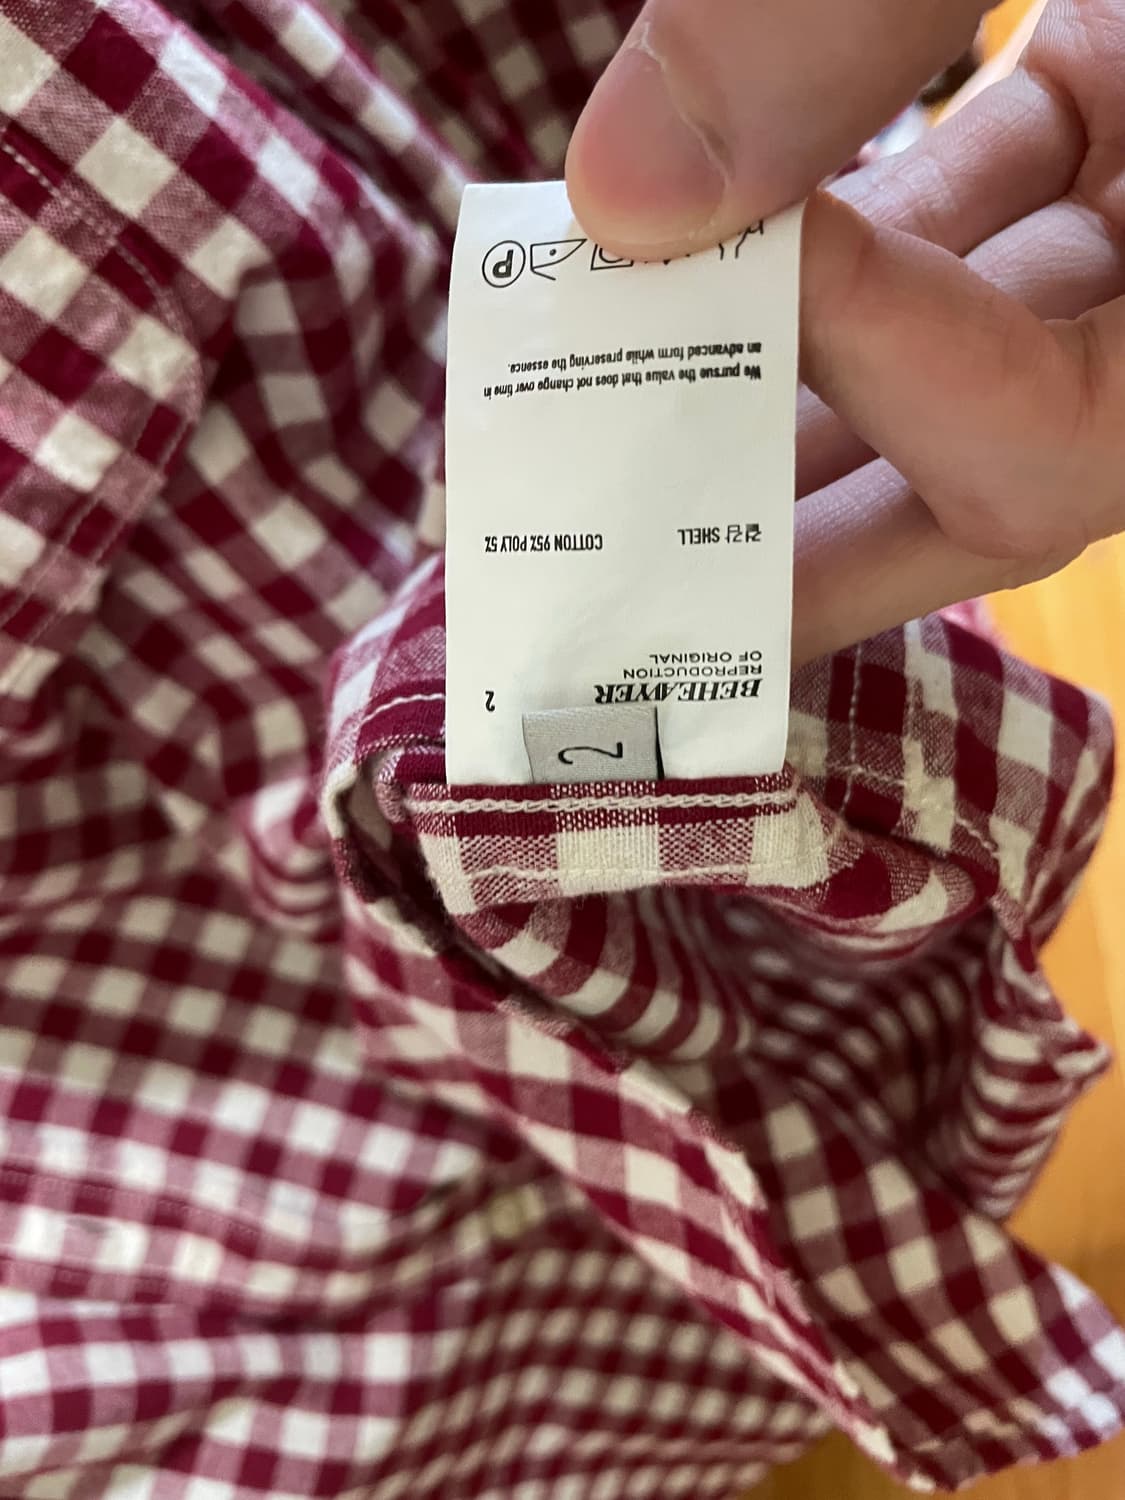 2
BEHEAVYER
REPRODUCTION
OF ORIGINAL
2
겉감 SHELL
COTTON 95% POLY 5%
We pursue the value that does not change over time in
an advanced form while preserving the essence.
P